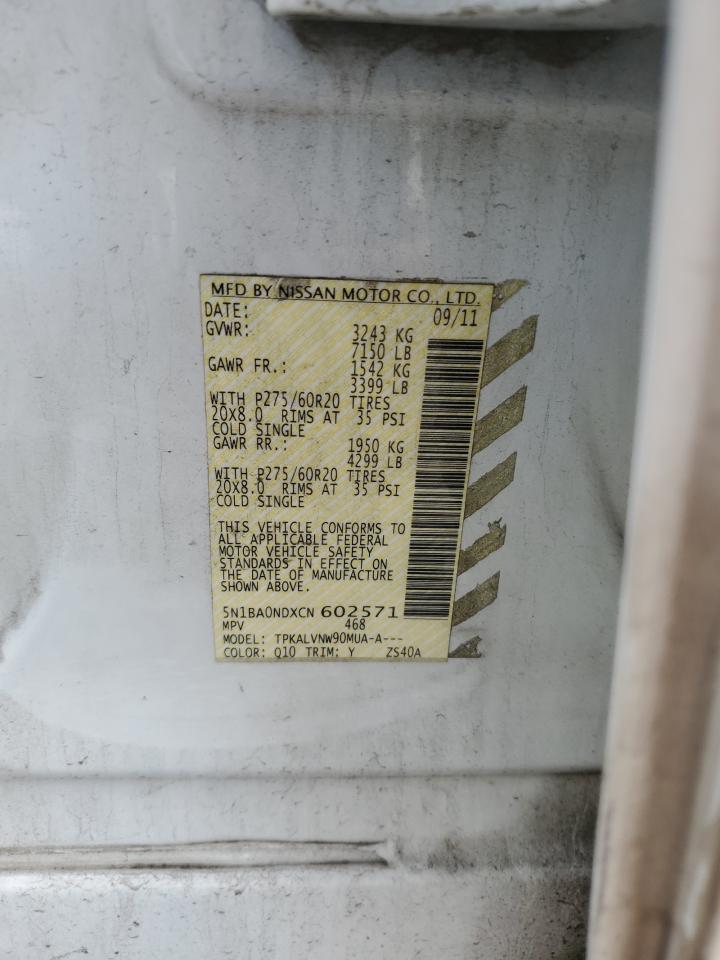 MFD BY NISSAN MOTOR CO., LTD.
DATE: 09/11
GVWR: 3243 KG
7150 LB
GAWR FR.: 1542 KG
3399 LB
WITH P275/60R20 TIRES
20X8.0 RIMS AT 35 PSI
COLD SINGLE
GAWR RR.: 1950 KG
4299 LB
WITH P275/60R20 TIRES
20X8.0 RIMS AT 35 PSI
COLD SINGLE
THIS VEHICLE CONFORMS TO
ALL APPLICABLE FEDERAL
MOTOR VEHICLE SAFETY
STANDARDS IN EFFECT ON
THE DATE OF MANUFACTURE
SHOWN ABOVE.
5N1BA0NDXCN 602571
MPV 468
MODEL: TPKALVNW90MUA-A---
COLOR: Q10 TRIM: Y ZS40A